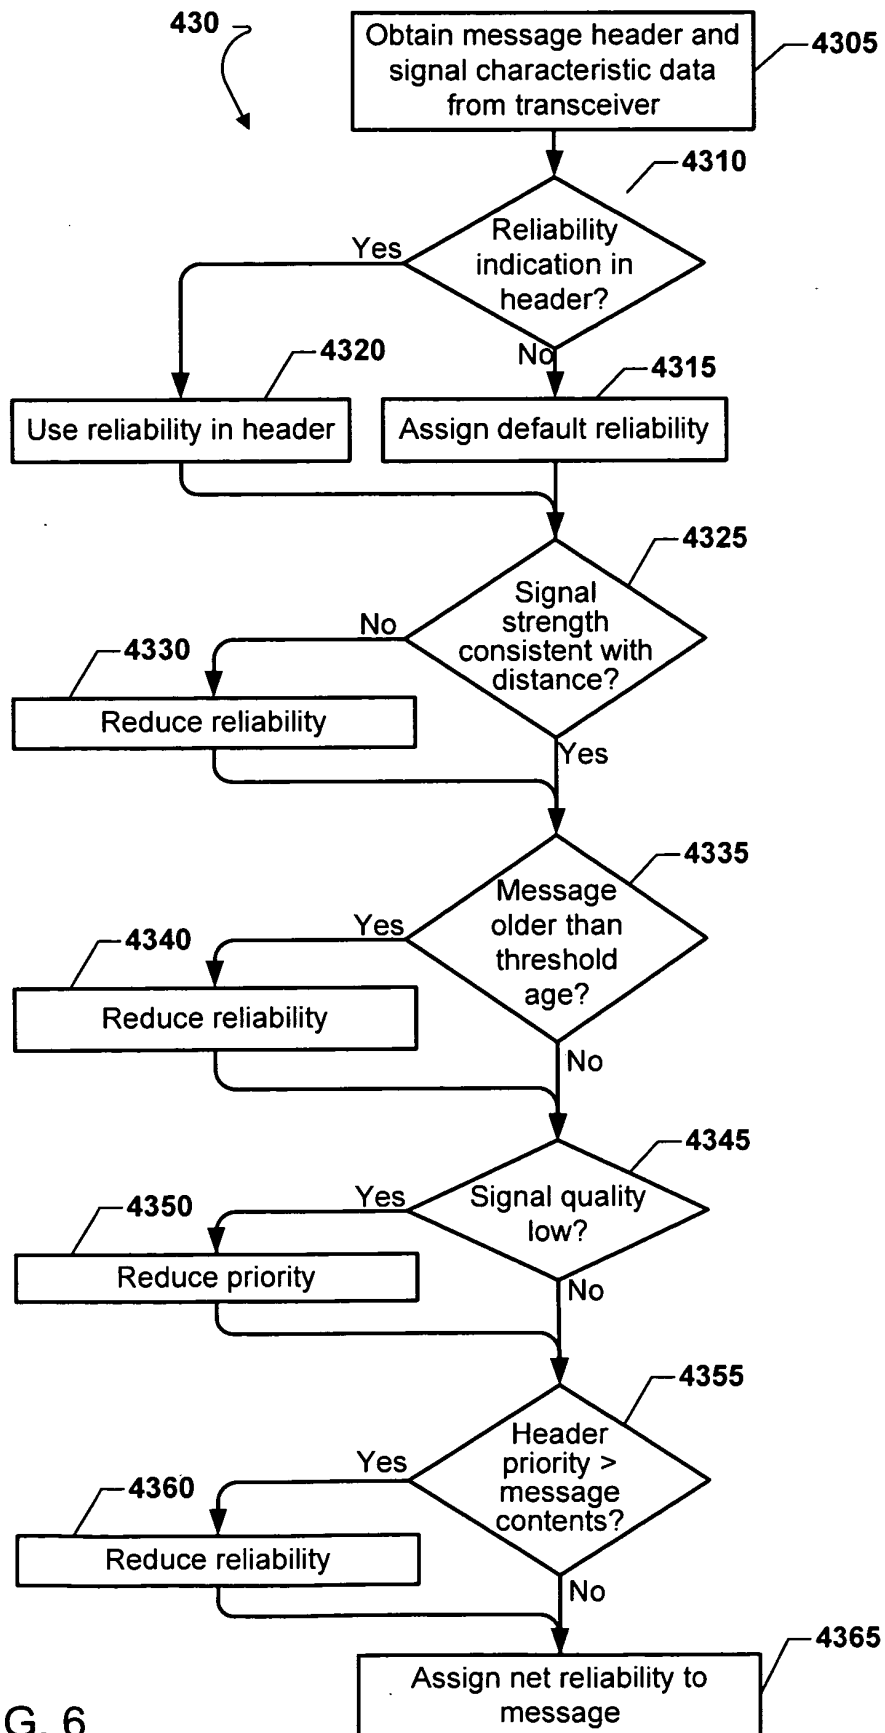 430
Obtain message header and
signal characteristic data
from transceiver
4305
4310
Reliability
indication in
header?
Yes
No
4320
4315
Use reliability in header
Assign default reliability
4325
Signal
strength
consistent with
distance?
No
4330
Reduce reliability
Yes
4335
Message
older than
threshold
age?
Yes
4340
Reduce reliability
No
4345
Signal quality
low?
Yes
4350
Reduce priority
No
4355
Header
priority >
message
contents?
Yes
4360
Reduce reliability
No
4365
Assign net reliability to
message
G. 6